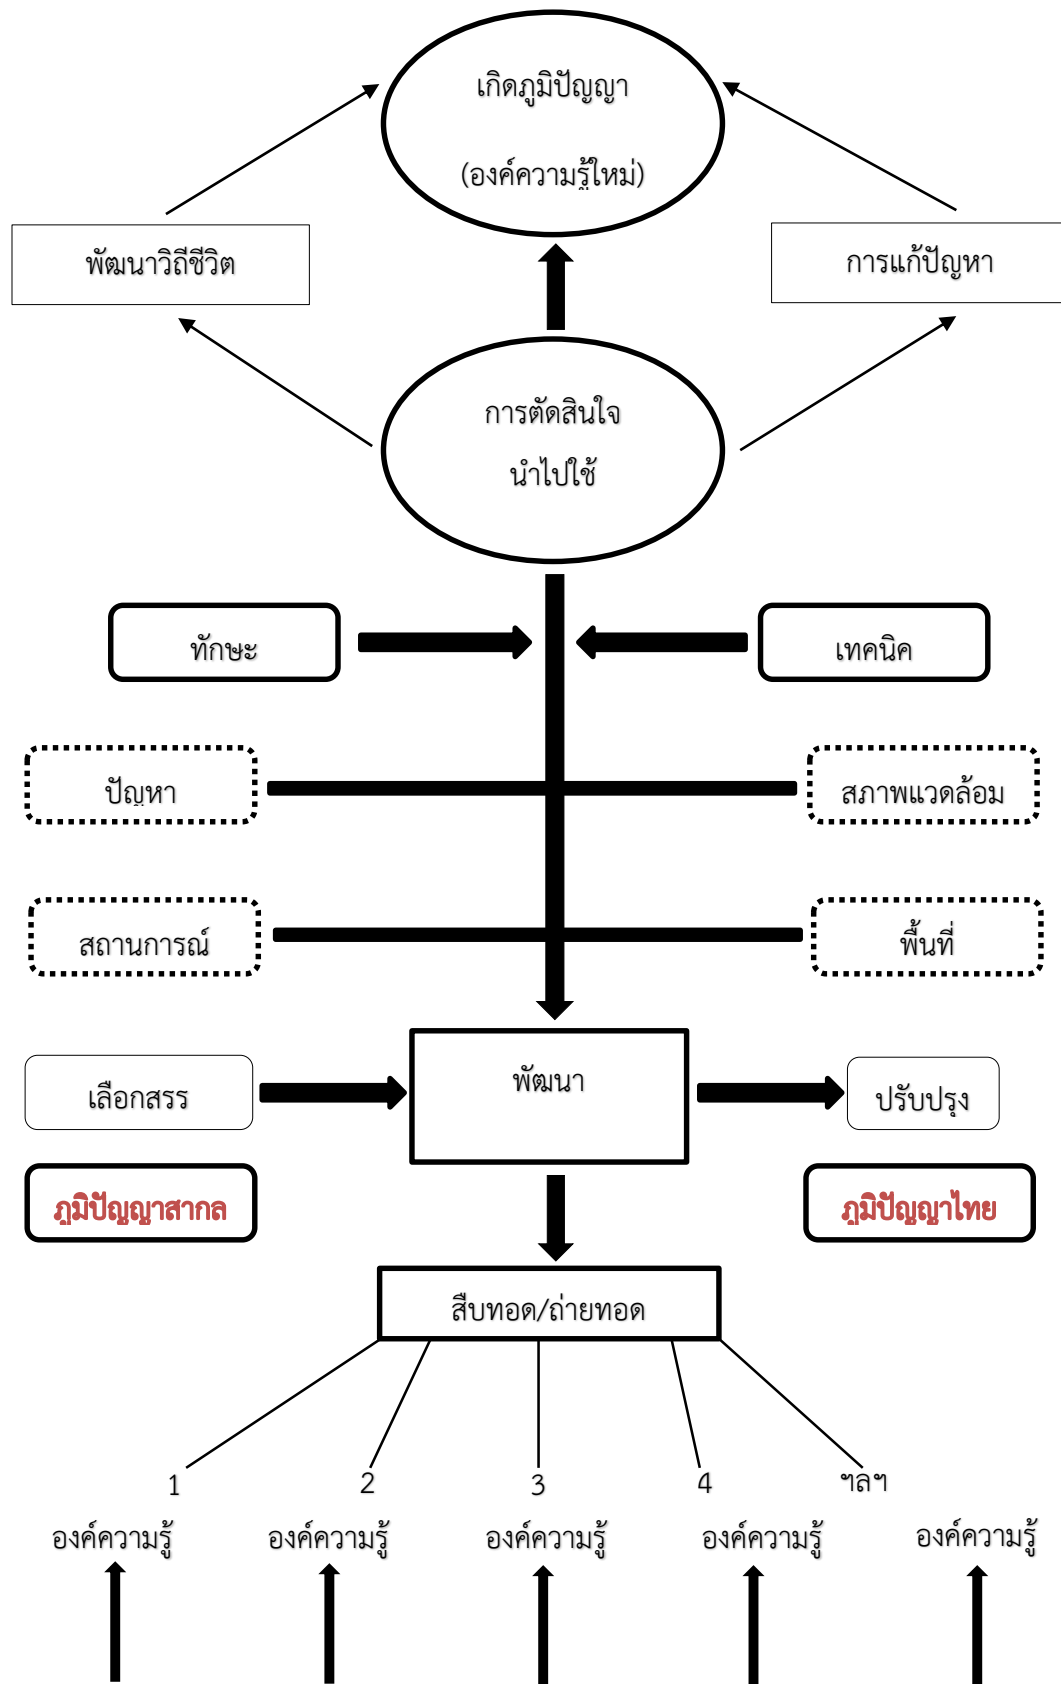 เกิดภูมิปัญญา
(องค์ความรู้ใหม่)
พัฒนาวิถีชีวิต
การแก้ปัญหา
การตัดสินใจ
นำไปใช้
ทักษะ
เทคนิค
ปัญหา
สภาพแวดล้อม
สถานการณ์
พื้นที่
เลือกสรร
พัฒนา
ปรับปรุง
ภูมิปัญญาสากล
ภูมิปัญญาไทย
สืบทอด/ถ่ายทอด
1 2 3 4 ฯลฯ
องค์ความรู้ องค์ความรู้ องค์ความรู้ องค์ความรู้ องค์ความรู้